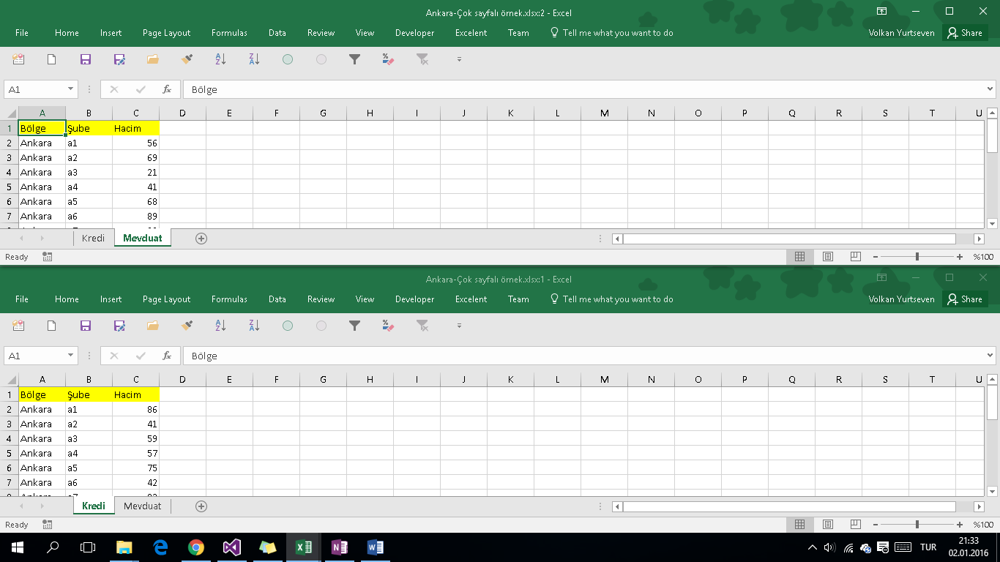 Ankara-Çok sayfalı örnek.xlsx:2 - Excel
File Home Insert Page Layout Formulas Data Review View Developer Excelent Team Tell me what you want to do Volkan Yurtseven Share
A1 fx Bölge
A B C D E F G H I J K L M N O P Q R S T U
1 Bölge Şube Hacim
2 Ankara a1 56
3 Ankara a2 69
4 Ankara a3 21
5 Ankara a4 41
6 Ankara a5 68
7 Ankara a6 89
Kredi Mevduat
Ready %100
Ankara-Çok sayfalı örnek.xlsx:1 - Excel
File Home Insert Page Layout Formulas Data Review View Developer Excelent Team Tell me what you want to do Volkan Yurtseven Share
A1 fx Bölge
A B C D E F G H I J K L M N O P Q R S T U
1 Bölge Şube Hacim
2 Ankara a1 86
3 Ankara a2 41
4 Ankara a3 59
5 Ankara a4 57
6 Ankara a5 75
7 Ankara a6 42
Kredi Mevduat
Ready %100
TUR 21:33
02.01.2016